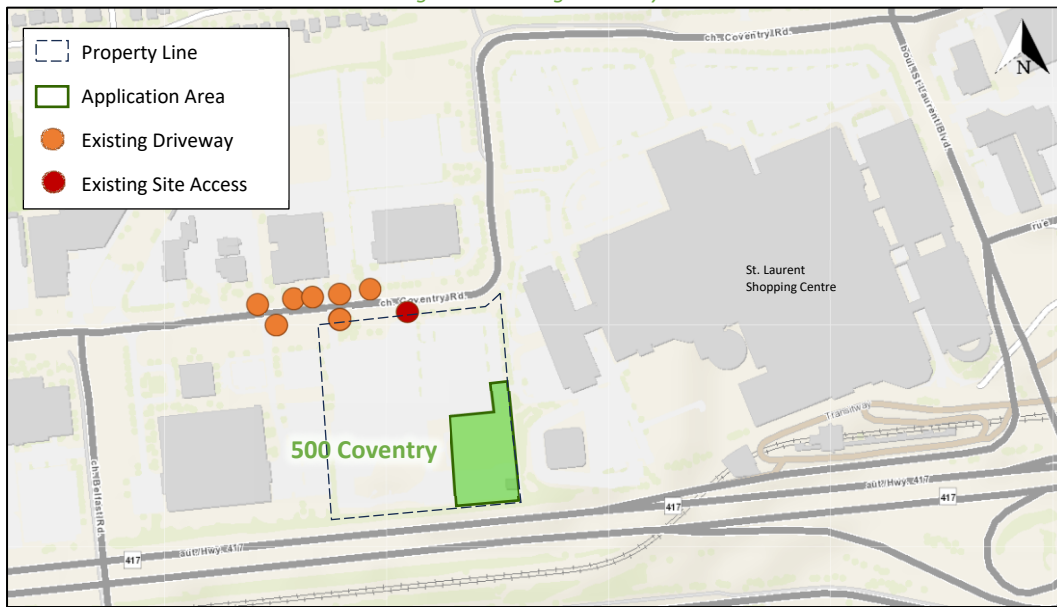 Property Line
Application Area
Existing Driveway
Existing Site Access
N
ch. Coventry Rd.
boul. St Laurent Blvd.
rue
St. Laurent
Shopping Centre
ch. Coventry Rd.
500 Coventry
Transitway
ch. Belfast Rd.
417
aut. Hwy. 417
417
aut. Hwy. 417
417